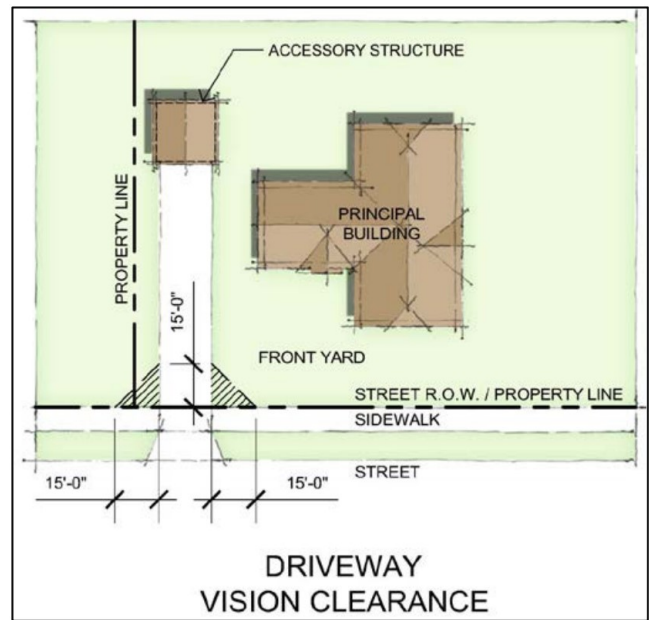 ACCESSORY STRUCTURE
PROPERTY LINE
PRINCIPAL
BUILDING
15'-0"
FRONT YARD
STREET R.O.W. / PROPERTY LINE
SIDEWALK
STREET
15'-0"
15'-0"
DRIVEWAY
VISION CLEARANCE